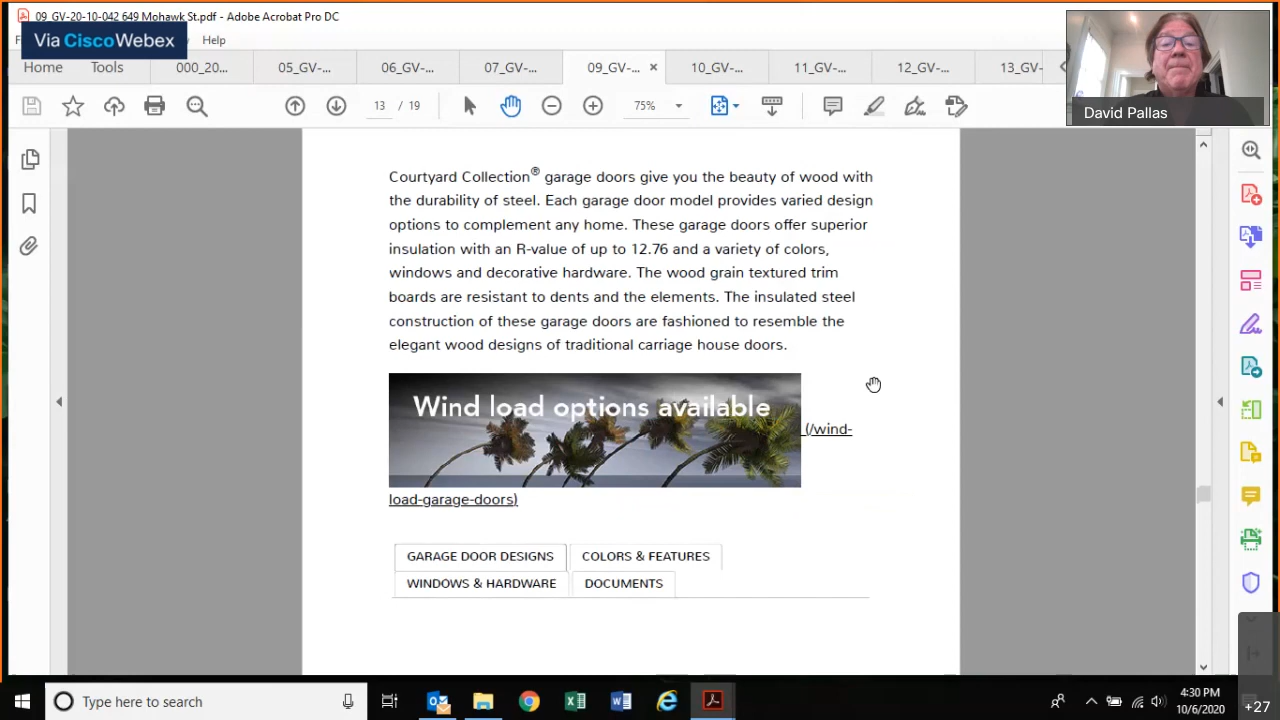 09_GV-20-10-042 649 Mohawk St.pdf - Adobe Acrobat Pro DC
Via CiscoWebex
Help
Home Tools 000_20... 05_GV-... 06_GV-... 07_GV-... 09_GV-... × 10_GV-... 11_GV-... 12_GV-... 13_GV-
13 / 19 75%
David Pallas
Courtyard Collection® garage doors give you the beauty of wood with
the durability of steel. Each garage door model provides varied design
options to complement any home. These garage doors offer superior
insulation with an R-value of up to 12.76 and a variety of colors,
windows and decorative hardware. The wood grain textured trim
boards are resistant to dents and the elements. The insulated steel
construction of these garage doors are fashioned to resemble the
elegant wood designs of traditional carriage house doors.
Wind load options available
(/wind-
load-garage-doors)
GARAGE DOOR DESIGNS COLORS & FEATURES
WINDOWS & HARDWARE DOCUMENTS
Type here to search
4:30 PM
10/6/2020
+27